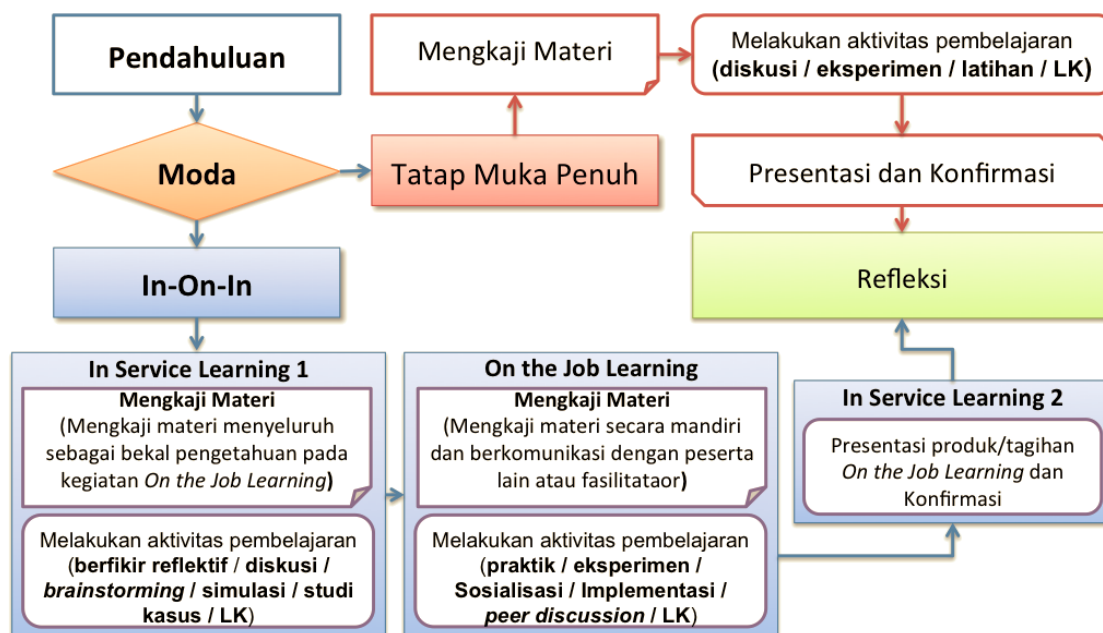 Pendahuluan
Moda
Tatap Muka Penuh
Mengkaji Materi
Melakukan aktivitas pembelajaran
(diskusi / eksperimen / latihan / LK)
Presentasi dan Konfirmasi
Refleksi
In-On-In
In Service Learning 1
Mengkaji Materi
(Mengkaji materi menyeluruh
sebagai bekal pengetahuan pada
kegiatan On the Job Learning)
Melakukan aktivitas pembelajaran
(berfikir reflektif / diskusi /
brainstorming / simulasi / studi
kasus / LK)
On the Job Learning
Mengkaji Materi
(Mengkaji materi secara mandiri
dan berkomunikasi dengan peserta
lain atau fasilitataor)
Melakukan aktivitas pembelajaran
(praktik / eksperimen /
Sosialisasi / Implementasi /
peer discussion / LK)
In Service Learning 2
Presentasi produk/tagihan
On the Job Learning dan
Konfirmasi